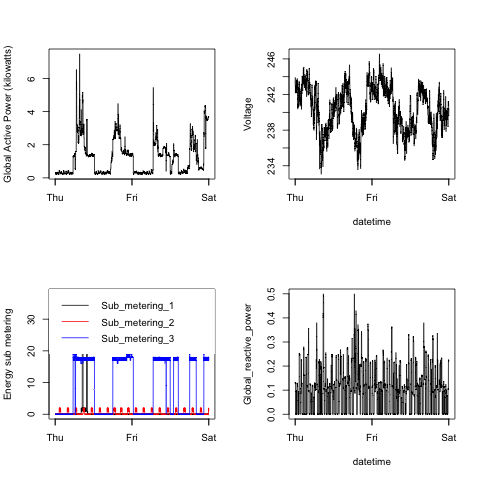 Global Active Power (kilowatts)
0 2 4 6
Thu Fri Sat
Voltage
234 238 242 246
Thu Fri Sat
datetime
Energy sub metering
0 10 20 30
Sub_metering_1
Sub_metering_2
Sub_metering_3
Thu Fri Sat
Global_reactive_power
0.0 0.1 0.2 0.3 0.4 0.5
Thu Fri Sat
datetime